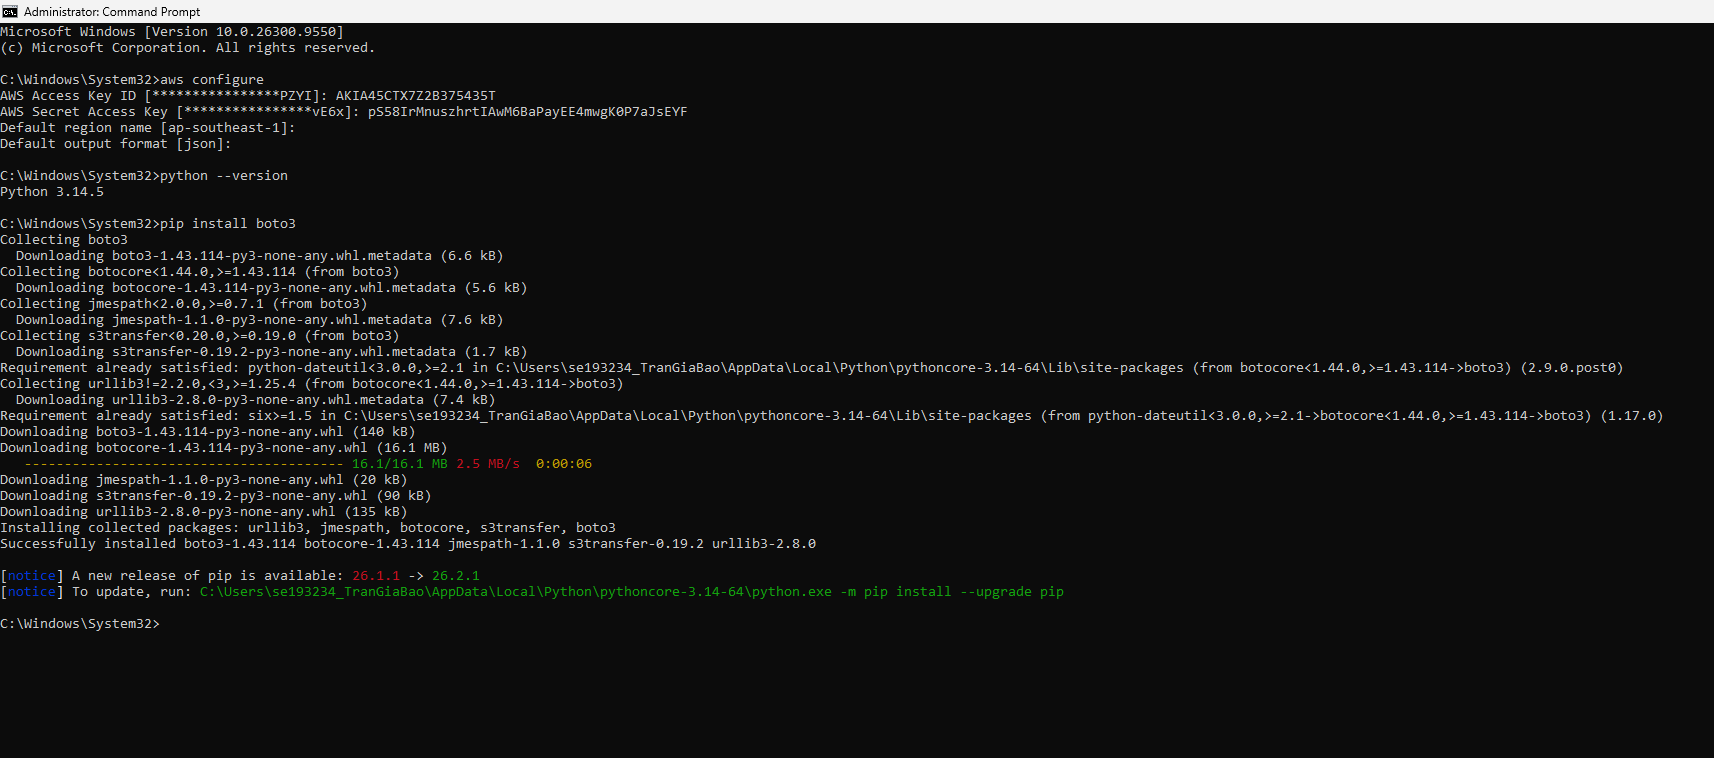 Administrator: Command Prompt
Microsoft Windows [Version 10.0.26300.9550]
(c) Microsoft Corporation. All rights reserved.
C:\Windows\System32>aws configure
AWS Access Key ID [****************PZYI]: AKIA45CTX7Z2B375435T
AWS Secret Access Key [****************vE6x]: 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
Default region name [ap-southeast-1]:
Default output format [json]:
C:\Windows\System32>python --version
Python 3.14.5
C:\Windows\System32>pip install boto3
Collecting boto3
  Downloading boto3-1.43.114-py3-none-any.whl.metadata (6.6 kB)
Collecting botocore<1.44.0,>=1.43.114 (from boto3)
  Downloading botocore-1.43.114-py3-none-any.whl.metadata (5.6 kB)
Collecting jmespath<2.0.0,>=0.7.1 (from boto3)
  Downloading jmespath-1.1.0-py3-none-any.whl.metadata (7.6 kB)
Collecting s3transfer<0.20.0,>=0.19.0 (from boto3)
  Downloading s3transfer-0.19.2-py3-none-any.whl.metadata (1.7 kB)
Requirement already satisfied: python-dateutil<3.0.0,>=2.1 in C:\Users\se193234_TranGiaBao\AppData\Local\Python\pythoncore-3.14-64\Lib\site-packages (from botocore<1.44.0,>=1.43.114->boto3) (2.9.0.post0)
Collecting urllib3!=2.2.0,<3,>=1.25.4 (from botocore<1.44.0,>=1.43.114->boto3)
  Downloading urllib3-2.8.0-py3-none-any.whl.metadata (7.4 kB)
Requirement already satisfied: six>=1.5 in C:\Users\se193234_TranGiaBao\AppData\Local\Python\pythoncore-3.14-64\Lib\site-packages (from python-dateutil<3.0.0,>=2.1->botocore<1.44.0,>=1.43.114->boto3) (1.17.0)
Downloading boto3-1.43.114-py3-none-any.whl (140 kB)
Downloading botocore-1.43.114-py3-none-any.whl (16.1 MB)
   ---------------------------------------- 16.1/16.1 MB 2.5 MB/s  0:00:06
Downloading jmespath-1.1.0-py3-none-any.whl (20 kB)
Downloading s3transfer-0.19.2-py3-none-any.whl (90 kB)
Downloading urllib3-2.8.0-py3-none-any.whl (135 kB)
Installing collected packages: urllib3, jmespath, botocore, s3transfer, boto3
Successfully installed boto3-1.43.114 botocore-1.43.114 jmespath-1.1.0 s3transfer-0.19.2 urllib3-2.8.0
[notice] A new release of pip is available: 26.1.1 -> 26.2.1
[notice] To update, run: C:\Users\se193234_TranGiaBao\AppData\Local\Python\pythoncore-3.14-64\python.exe -m pip install --upgrade pip
C:\Windows\System32>